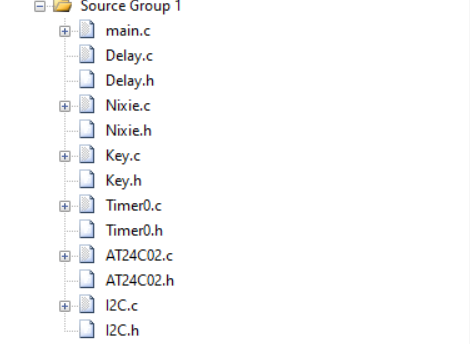 Source Group 1
main.c
Delay.c
Delay.h
Nixie.c
Nixie.h
Key.c
Key.h
Timer0.c
Timer0.h
AT24C02.c
AT24C02.h
I2C.c
I2C.h